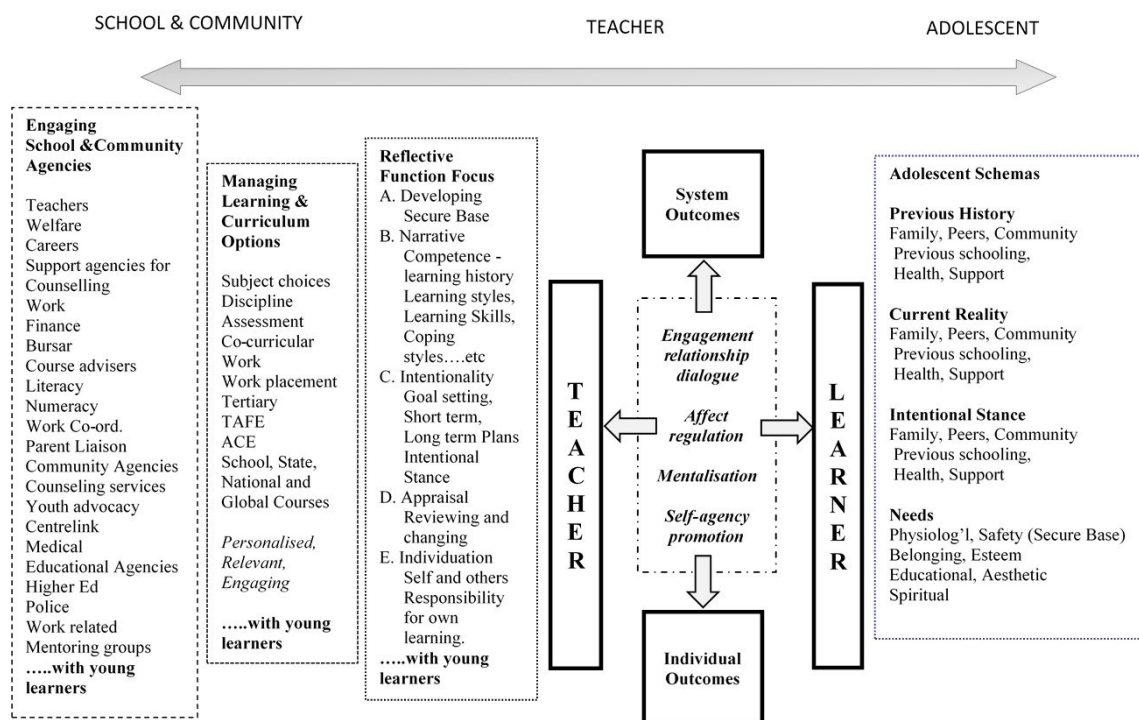 SCHOOL & COMMUNITY
TEACHER
ADOLESCENT
Engaging
School &Community
Agencies
Teachers
Welfare
Careers
Support agencies for
Counselling
Work
Finance
Bursar
Course advisers
Literacy
Numeracy
Work Co-ord.
Parent Liaison
Community Agencies
Counseling services
Youth advocacy
Centrelink
Medical
Educational Agencies
Higher Ed
Police
Work related
Mentoring groups
…..with young
learners
Managing
Learning &
Curriculum
Options
Subject choices
Discipline
Assessment
Co-curricular
Work
Work placement
Tertiary
TAFE
ACE
School, State,
National and
Global Courses
Personalised,
Relevant,
Engaging
…..with young
learners
Reflective
Function Focus
A. Developing
Secure Base
B. Narrative
Competence -
learning history
Learning styles,
Learning Skills,
Coping
styles….etc
C. Intentionality
Goal setting,
Short term,
Long term Plans
Intentional
Stance
D. Appraisal
Reviewing and
changing
E. Individuation
Self and others
Responsibility
for own
learning.
…..with young
learners
TEACHER
System
Outcomes
Engagement
relationship
dialogue
Affect
regulation
Mentalisation
Self-agency
promotion
Individual
Outcomes
LEARNER
Adolescent Schemas
Previous History
Family, Peers, Community
Previous schooling,
Health, Support
Current Reality
Family, Peers, Community
Previous schooling,
Health, Support
Intentional Stance
Family, Peers, Community
Previous schooling,
Health, Support
Needs
Physiolog'l, Safety (Secure Base)
Belonging, Esteem
Educational, Aesthetic
Spiritual